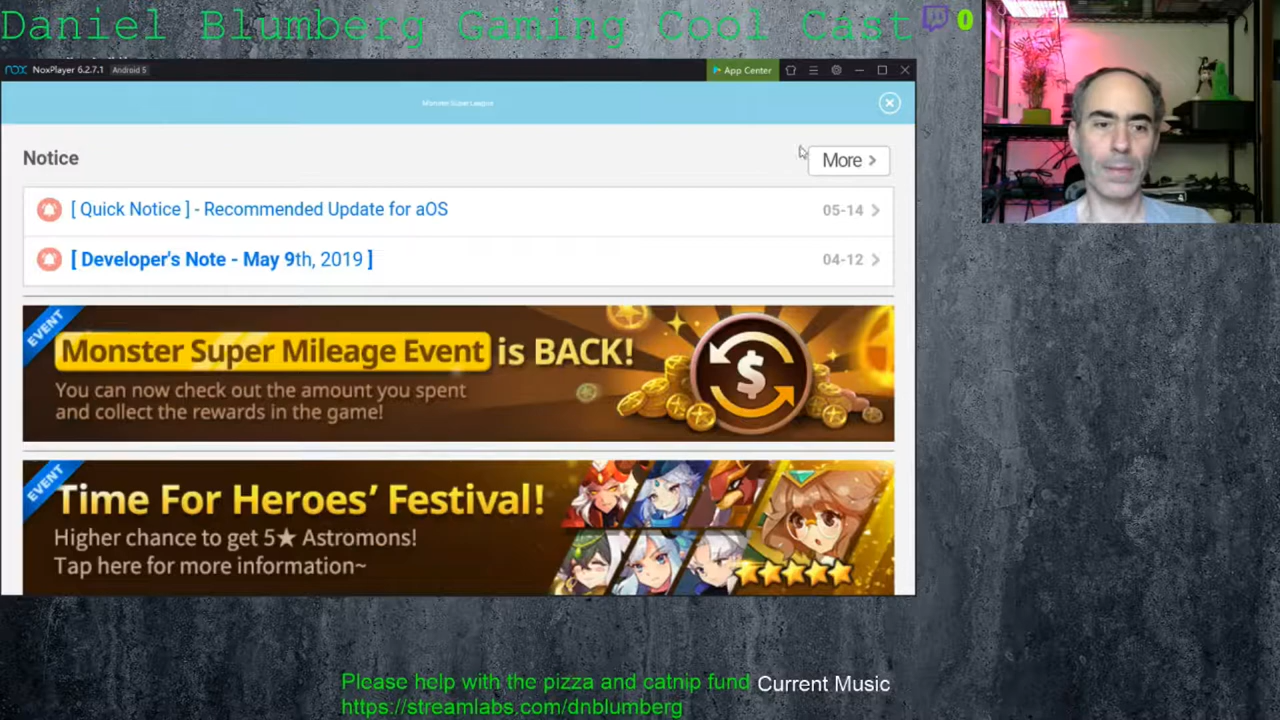 Daniel Blumberg Gaming Cool Cast
0
nox NoxPlayer 6.2.7.1 Android 5
App Center
Monster Super League
Notice
More >
[ Quick Notice ] - Recommended Update for aOS
05-14
[ Developer's Note - May 9th, 2019 ]
04-12
EVENT
Monster Super Mileage Event is BACK!
You can now check out the amount you spent
and collect the rewards in the game!
EVENT
Time For Heroes' Festival!
Higher chance to get 5★ Astromons!
Tap here for more information~
Please help with the pizza and catnip fund
https://streamlabs.com/dnblumberg
Current Music